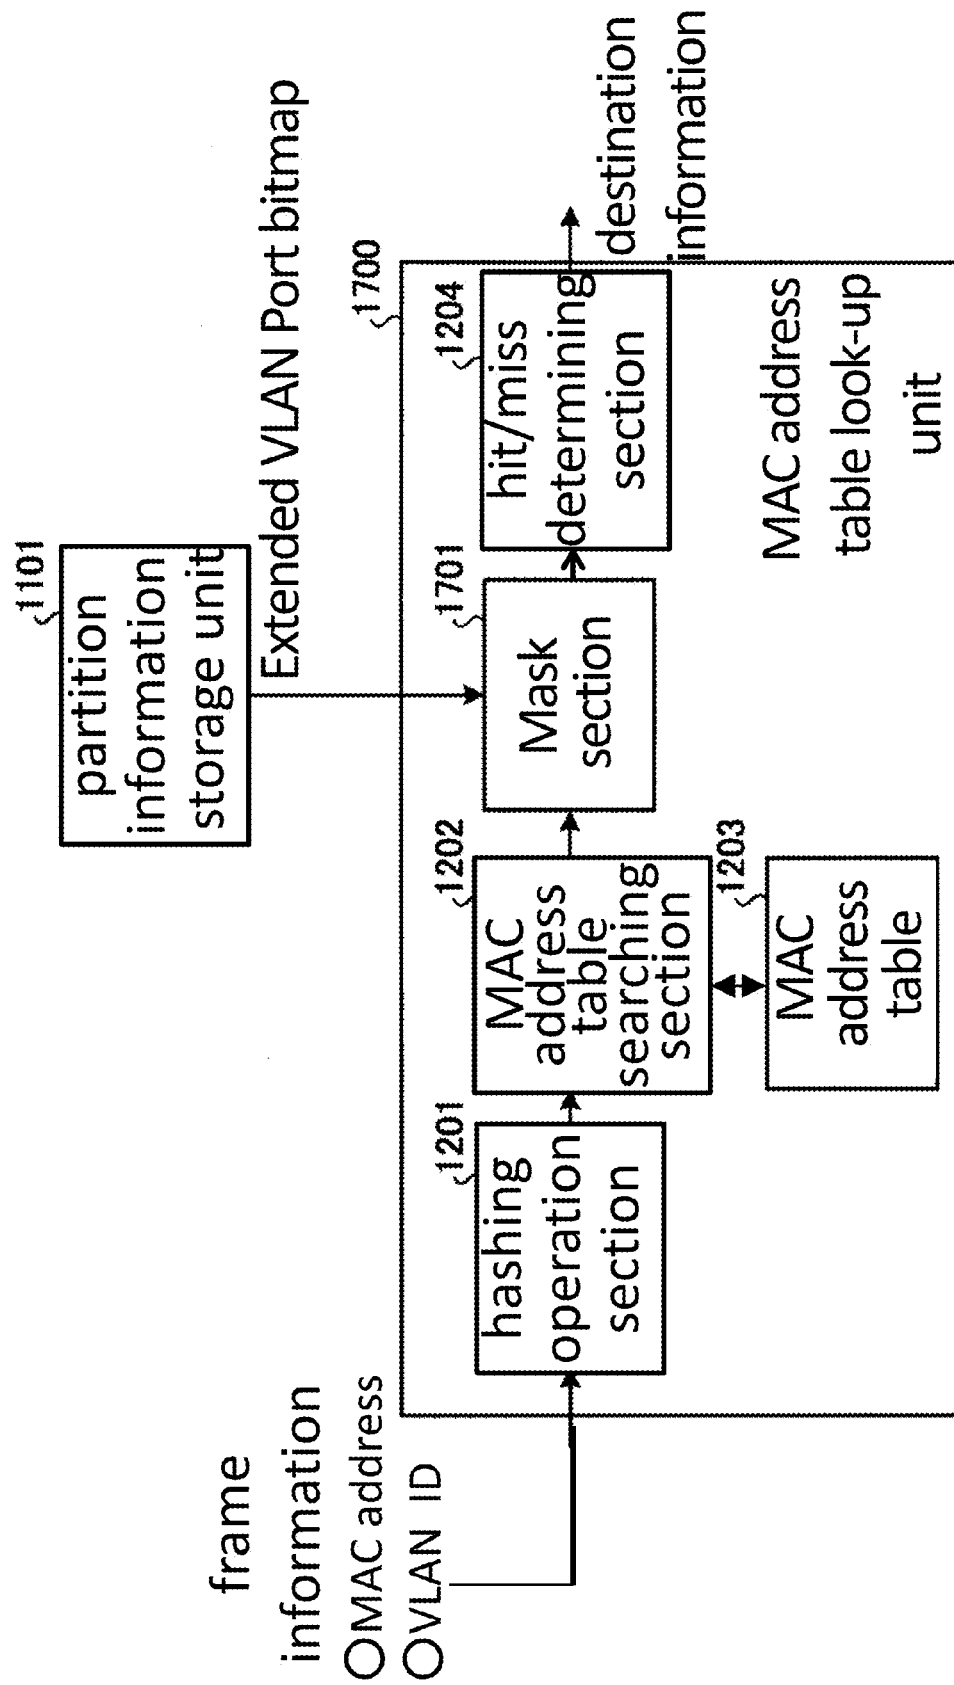 frame
information
○MAC address
○VLAN ID
1101
partition
information
storage unit
Extended VLAN Port bitmap
1700
1201
hashing
operation
section
1202
MAC
address
table
searching
section
1203
MAC
address
table
1701
Mask
section
1204
hit/miss
determining
section
destination
information
MAC address
table look-up
unit